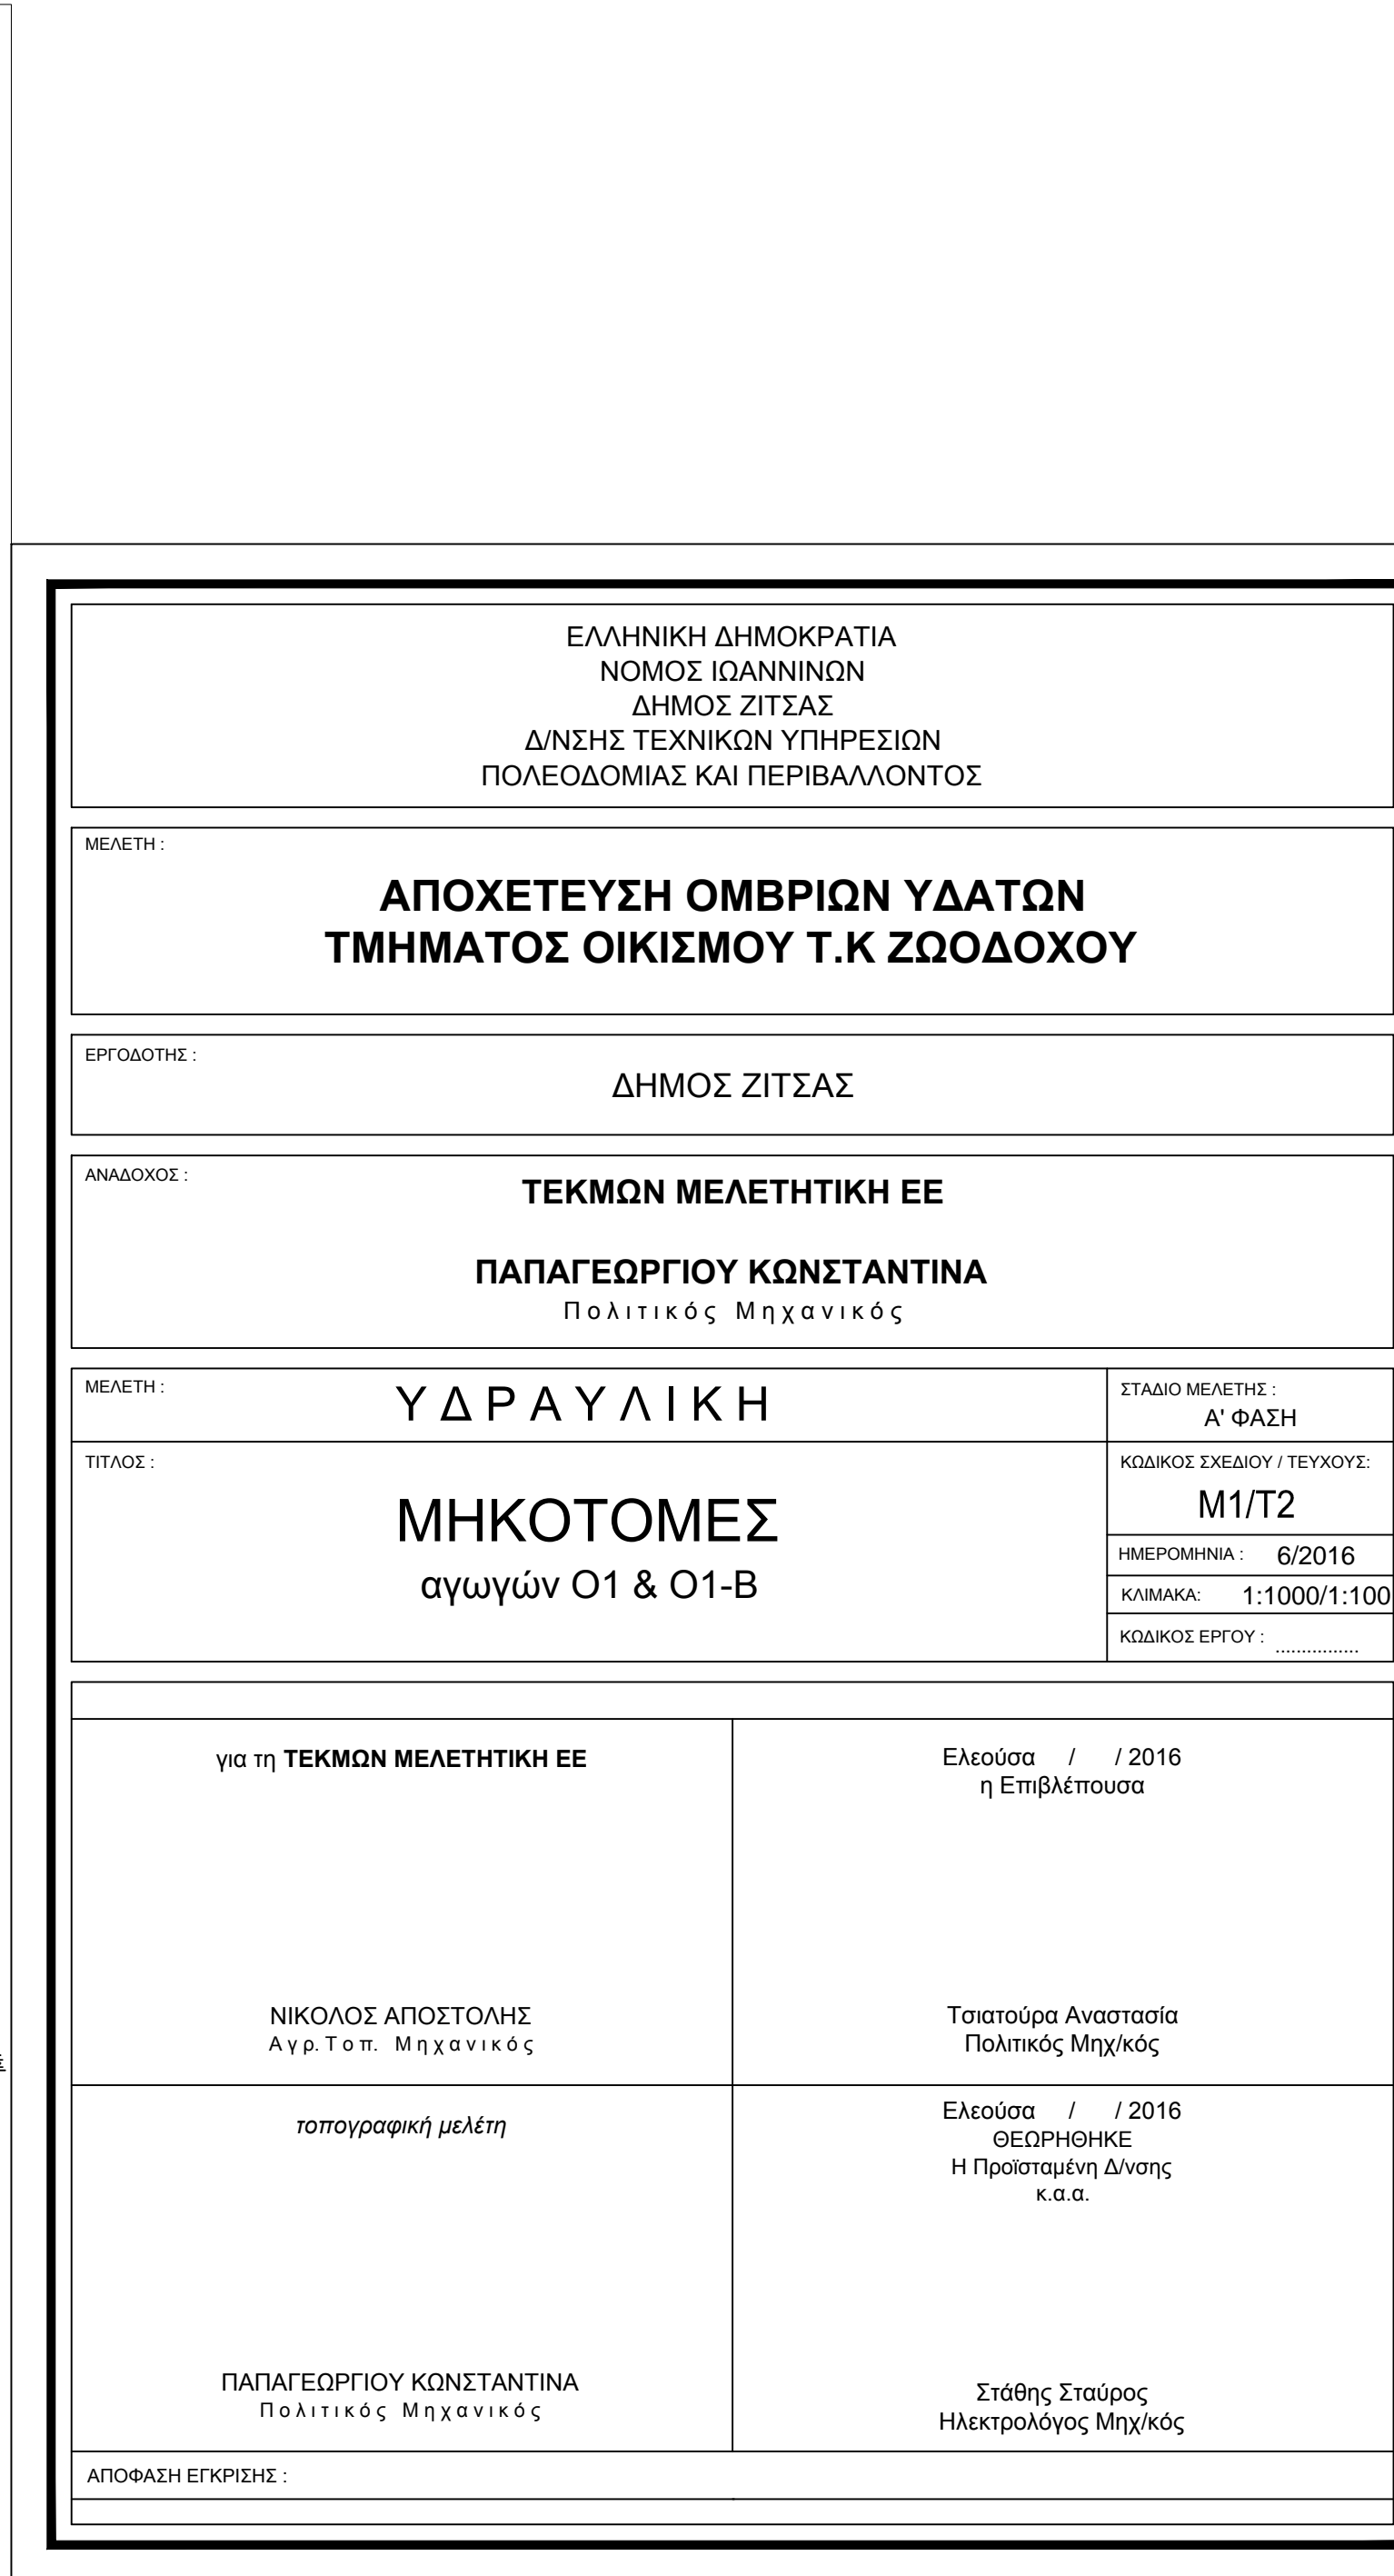 ΕΛΛΗΝΙΚΗ ΔΗΜΟΚΡΑΤΙΑ
ΝΟΜΟΣ ΙΩΑΝΝΙΝΩΝ
ΔΗΜΟΣ ΖΙΤΣΑΣ
Δ/ΝΣΗΣ ΤΕΧΝΙΚΩΝ ΥΠΗΡΕΣΙΩΝ
ΠΟΛΕΟΔΟΜΙΑΣ ΚΑΙ ΠΕΡΙΒΑΛΛΟΝΤΟΣ
ΜΕΛΕΤΗ :
ΑΠΟΧΕΤΕΥΣΗ ΟΜΒΡΙΩΝ ΥΔΑΤΩΝ
ΤΜΗΜΑΤΟΣ ΟΙΚΙΣΜΟΥ Τ.Κ ΖΩΟΔΟΧΟΥ
ΕΡΓΟΔΟΤΗΣ :
ΔΗΜΟΣ ΖΙΤΣΑΣ
ΑΝΑΔΟΧΟΣ :
ΤΕΚΜΩΝ ΜΕΛΕΤΗΤΙΚΗ ΕΕ
ΠΑΠΑΓΕΩΡΓΙΟΥ ΚΩΝΣΤΑΝΤΙΝΑ
Πολιτικός Μηχανικός
ΜΕΛΕΤΗ :
ΥΔΡΑΥΛΙΚΗ
ΣΤΑΔΙΟ ΜΕΛΕΤΗΣ :
Α' ΦΑΣΗ
ΤΙΤΛΟΣ :
ΜΗΚΟΤΟΜΕΣ
αγωγών Ο1 & Ο1-Β
ΚΩΔΙΚΟΣ ΣΧΕΔΙΟΥ / ΤΕΥΧΟΥΣ:
Μ1/Τ2
ΗΜΕΡΟΜΗΝΙΑ : 6/2016
ΚΛΙΜΑΚΑ: 1:1000/1:100
ΚΩΔΙΚΟΣ ΕΡΓΟΥ : ................
για τη ΤΕΚΜΩΝ ΜΕΛΕΤΗΤΙΚΗ ΕΕ
ΝΙΚΟΛΟΣ ΑΠΟΣΤΟΛΗΣ
Αγρ.Τοπ. Μηχανικός
Ελεούσα / / 2016
η Επιβλέπουσα
Τσιατούρα Αναστασία
Πολιτικός Μηχ/κός
τοπογραφική μελέτη
ΠΑΠΑΓΕΩΡΓΙΟΥ ΚΩΝΣΤΑΝΤΙΝΑ
Πολιτικός Μηχανικός
Ελεούσα / / 2016
ΘΕΩΡΗΘΗΚΕ
Η Προϊσταμένη Δ/νσης
κ.α.α.
Στάθης Σταύρος
Ηλεκτρολόγος Μηχ/κός
ΑΠΟΦΑΣΗ ΕΓΚΡΙΣΗΣ :